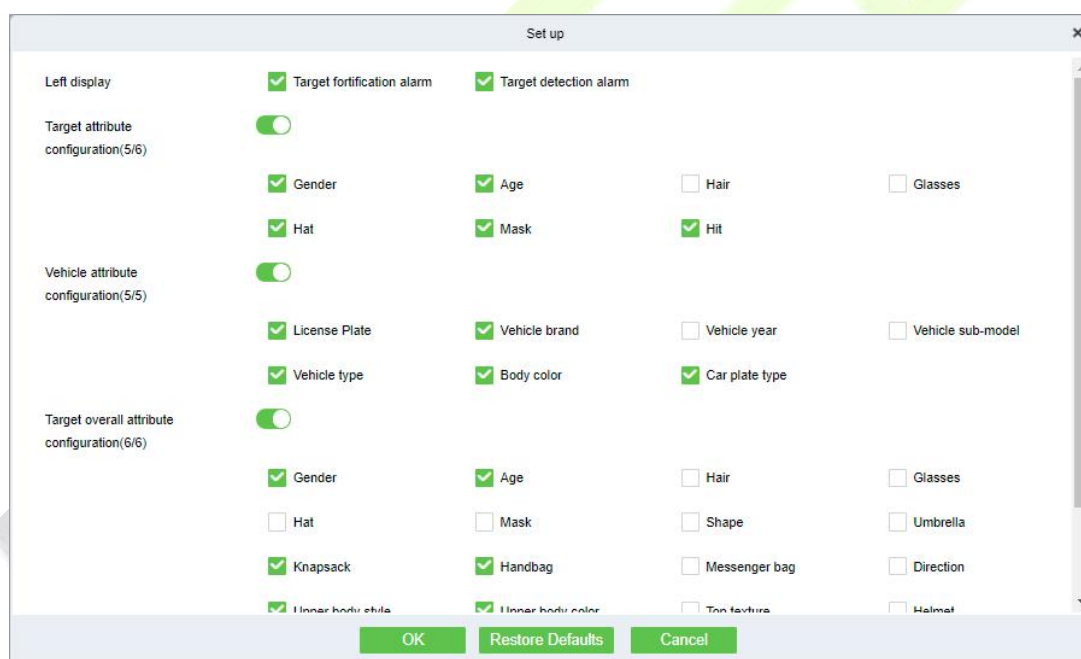 Set up
Left display Target fortification alarm Target detection alarm
Target attribute
configuration(5/6)
Gender Age Hair Glasses
Hat Mask Hit
Vehicle attribute
configuration(5/5)
License Plate Vehicle brand Vehicle year Vehicle sub-model
Vehicle type Body color Car plate type
Target overall attribute
configuration(6/6)
Gender Age Hair Glasses
Hat Mask Shape Umbrella
Knapsack Handbag Messenger bag Direction
Upper body style Upper body color Top texture Helmet
OK Restore Defaults Cancel